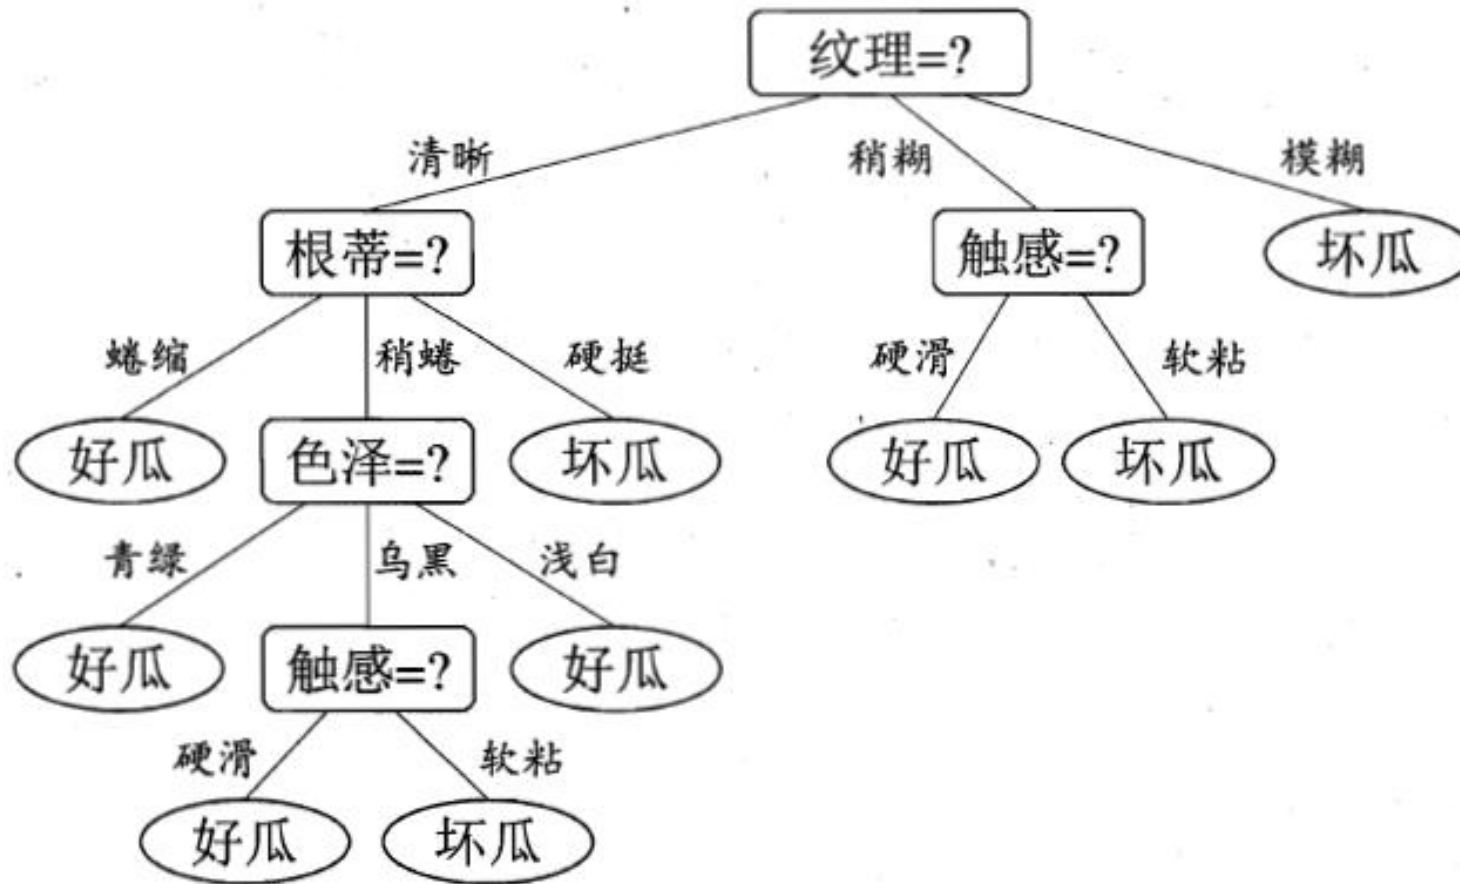 纹理=?
清晰 稍糊 模糊
根蒂=? 触感=? 坏瓜
蜷缩 稍蜷 硬挺 硬滑 软粘
好瓜 色泽=? 坏瓜 好瓜 坏瓜
青绿 乌黑 浅白
好瓜 触感=? 好瓜
硬滑 软粘
好瓜 坏瓜